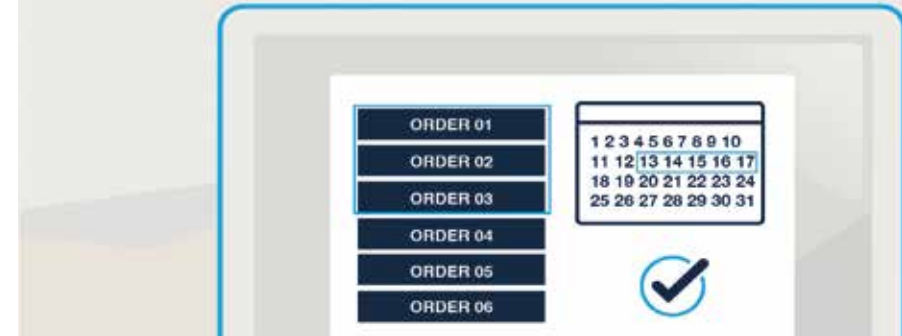 ORDER 01
ORDER 02
ORDER 03
ORDER 04
ORDER 05
ORDER 06
1 2 3 4 5 6 7 8 9 10
11 12 13 14 15 16 17
18 19 20 21 22 23 24
25 26 27 28 29 30 31